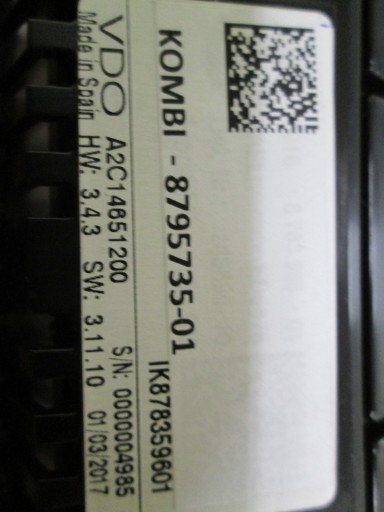 KOMBI - 8795735-01
IK878359601
VDO A2C14651200 S/N: 0000004985
Made in Spain HW: 3.4.3 SW: 3.11.10 01/03/2017